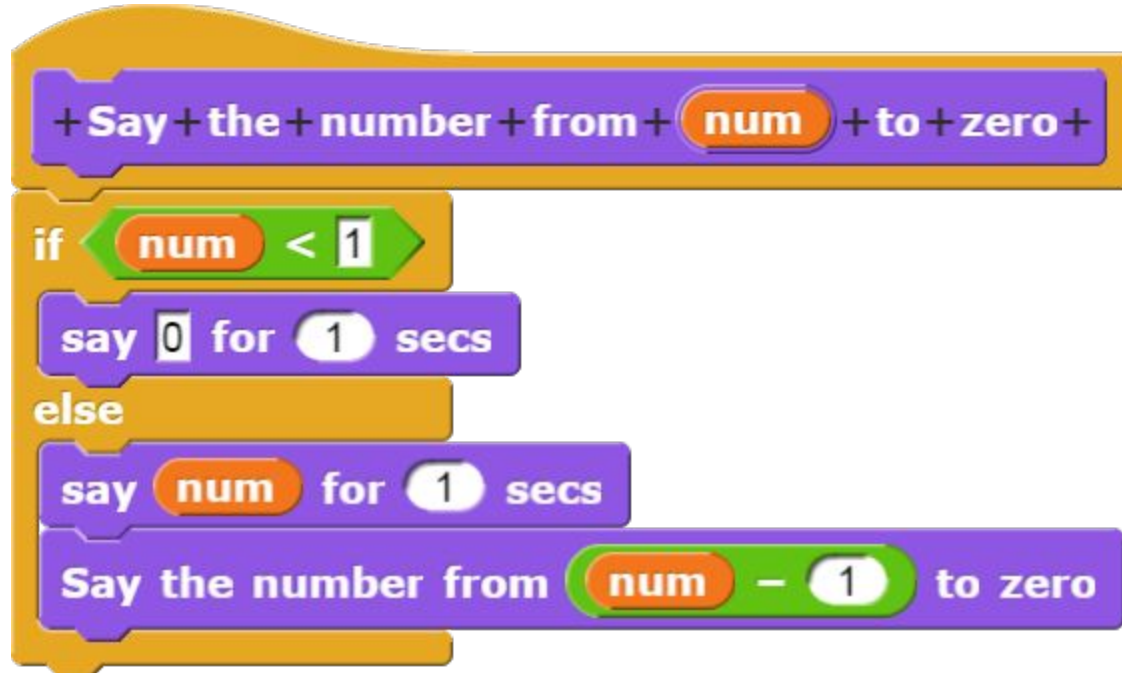 +Say+the+number+from+num+to+zero+
if num < 1
say 0 for 1 secs
else
say num for 1 secs
Say the number from num - 1 to zero